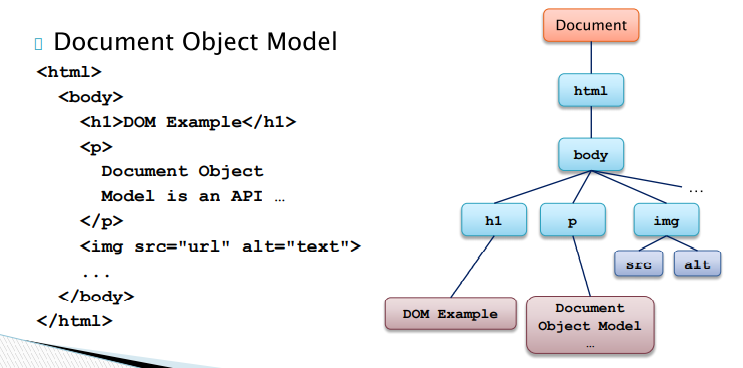 Document Object Model
<html>
<body>
<h1>DOM Example</h1>
<p>
Document Object
Model is an API …
</p>
<img src="url" alt="text">
...
</body>
</html>
Document
html
body
...
h1
p
img
src
alt
DOM Example
Document
Object Model
…